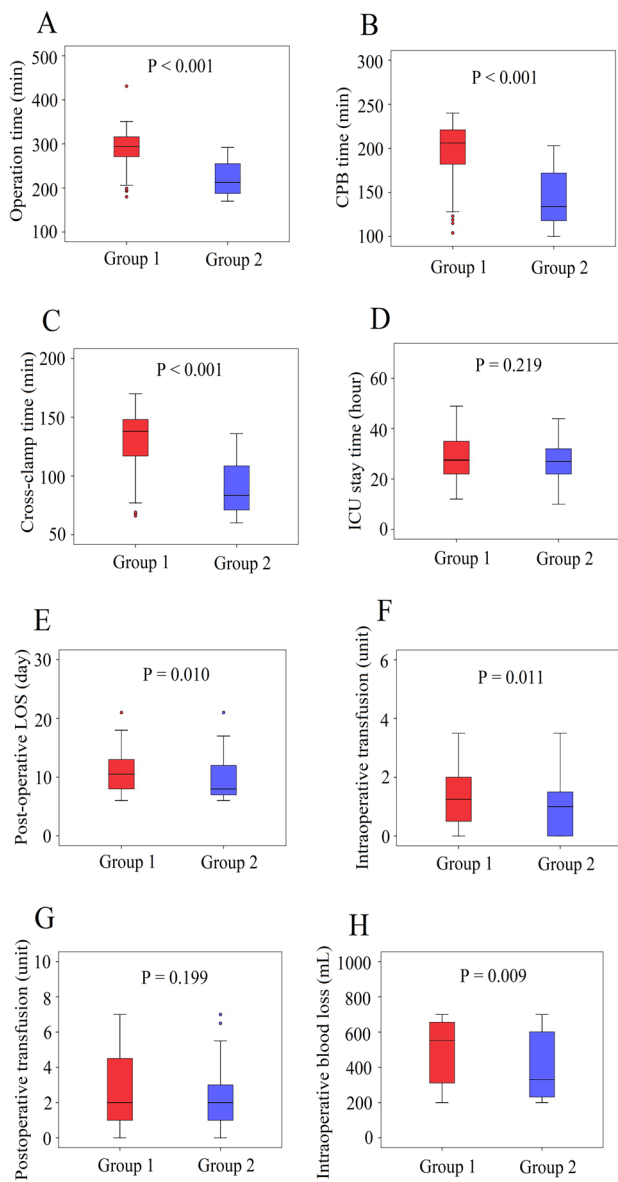 A
Operation time (min)
500
400
300
200
100
P < 0.001
Group 1
Group 2
B
CPB time (min)
300
250
200
150
100
P < 0.001
Group 1
Group 2
C
Cross-clamp time (min)
200
150
100
50
P < 0.001
Group 1
Group 2
D
ICU stay time (hour)
60
40
20
0
P = 0.219
Group 1
Group 2
E
Post-operative LOS (day)
30
20
10
0
P = 0.010
Group 1
Group 2
F
Intraoperative transfusion (unit)
6
4
2
0
P = 0.011
Group 1
Group 2
G
Postoperative transfusion (unit)
10
8
6
4
2
0
P = 0.199
Group 1
Group 2
H
Intraoperative blood loss (mL)
1000
800
600
400
200
0
P = 0.009
Group 1
Group 2